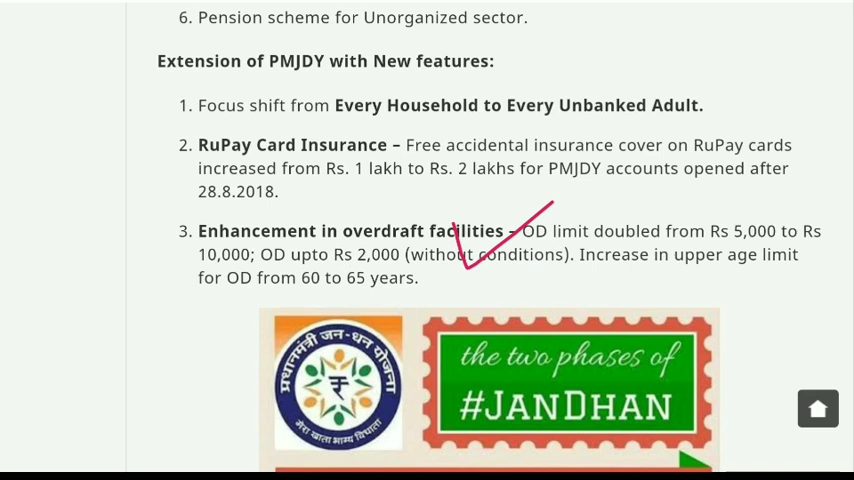 6. Pension scheme for Unorganized sector.
Extension of PMJDY with New features:
1. Focus shift from Every Household to Every Unbanked Adult.
2. RuPay Card Insurance – Free accidental insurance cover on RuPay cards
increased from Rs. 1 lakh to Rs. 2 lakhs for PMJDY accounts opened after
28.8.2018.
3. Enhancement in overdraft facilities – OD limit doubled from Rs 5,000 to Rs
10,000; OD upto Rs 2,000 (without conditions). Increase in upper age limit
for OD from 60 to 65 years.
प्रधानमंत्री जन-धन योजना
मेरा खाता भाग्य विधाता
the two phases of
#JANDHAN